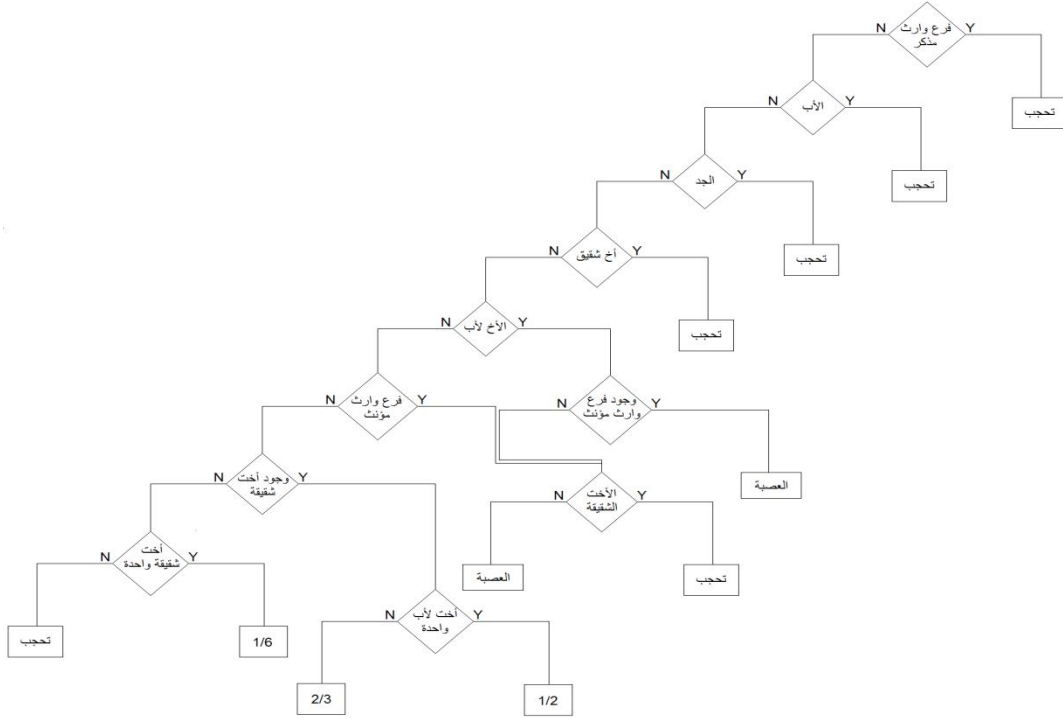 فرع وارث
مذكر
N
Y
تحجب
الأب
N
Y
تحجب
الجد
N
Y
تحجب
أخ شقيق
N
Y
تحجب
الأخ لأب
N
Y
فرع وارث
مؤنث
N
Y
وجود فرع
وارث مؤنث
N
Y
العصبة
وجود أخت
شقيقة
N
Y
الأخت
الشقيقة
N
Y
العصبة
تحجب
أخت
شقيقة واحدة
N
Y
تحجب
1/6
أخت لأب
واحدة
N
Y
2/3
1/2